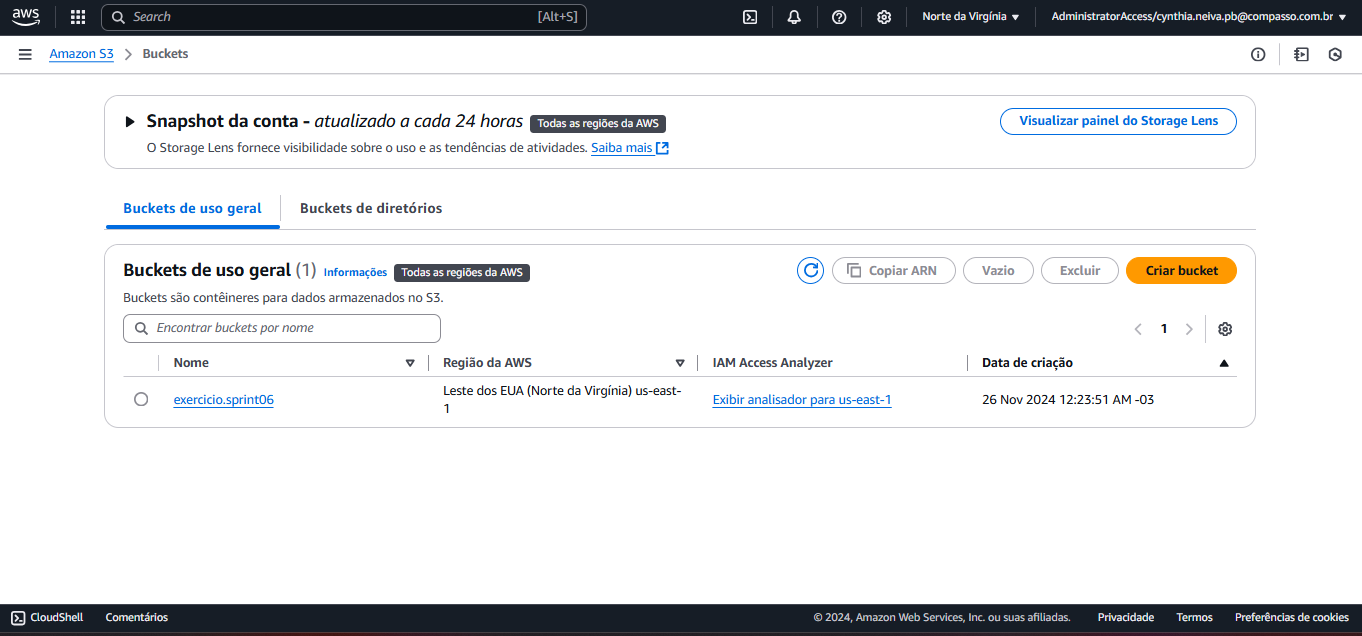 aws Search [Alt+S] Norte da Virgínia AdministratorAccess/cynthia.neiva.pb@compasso.com.br
Amazon S3 Buckets
Snapshot da conta - atualizado a cada 24 horas Todas as regiões da AWS
Visualizar painel do Storage Lens
O Storage Lens fornece visibilidade sobre o uso e as tendências de atividades. Saiba mais
Buckets de uso geral Buckets de diretórios
Buckets de uso geral (1) Informações Todas as regiões da AWS
Copiar ARN Vazio Excluir Criar bucket
Buckets são contêineres para dados armazenados no S3.
Encontrar buckets por nome
1
Nome Região da AWS IAM Access Analyzer Data de criação
exercicio.sprint06
Leste dos EUA (Norte da Virgínia) us-east-
1
Exibir analisador para us-east-1
26 Nov 2024 12:23:51 AM -03
CloudShell Comentários © 2024, Amazon Web Services, Inc. ou suas afiliadas. Privacidade Termos Preferências de cookies